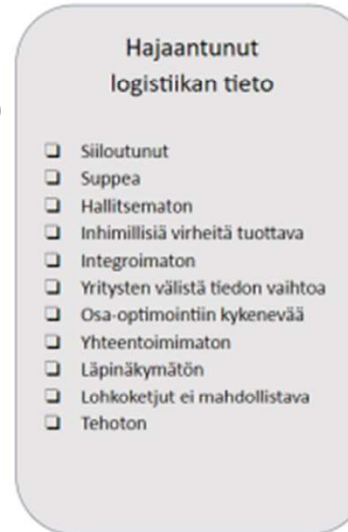 Hajaantunut
logistiikan tieto
❑ Siiloutunut
❑ Suppea
❑ Hallitsematon
❑ Inhimillisiä virheitä tuottava
❑ Integroimaton
❑ Yritysten välistä tiedon vaihtoa
❑ Osa-optimointiin kykenevää
❑ Yhteentoimimaton
❑ Läpinäkymätön
❑ Lohkoketjut ei mahdollistava
❑ Tehoton